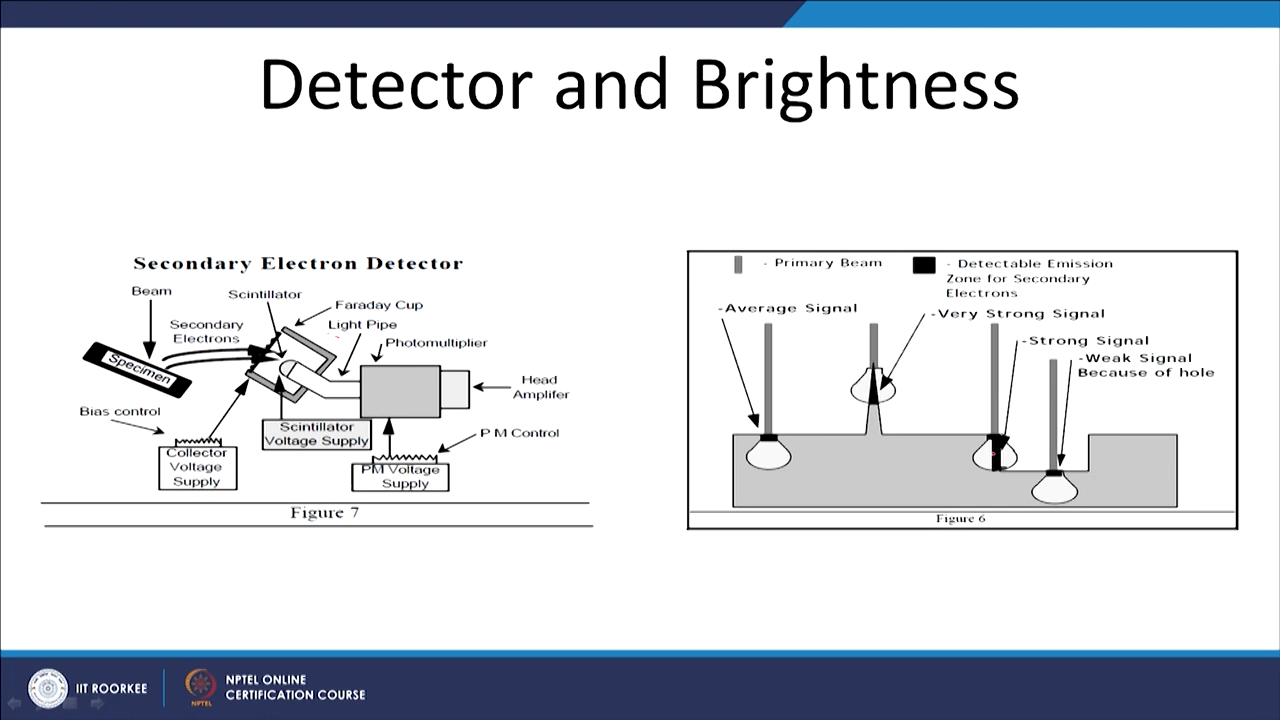 Detector and Brightness
Secondary Electron Detector
Beam
Scintillator
Faraday Cup
Secondary
Electrons
Light Pipe
Photomultiplier
Specimen
Head
Amplifer
Bias control
Scintillator
Voltage Supply
P M Control
Collector
Voltage
Supply
PM Voltage
Supply
Figure 7
- Primary Beam
- Detectable Emission
Zone for Secondary
Electrons
-Average Signal
-Very Strong Signal
-Strong Signal
-Weak Signal
Because of hole
Figure 6
IIT ROORKEE
NPTEL
NPTEL ONLINE
CERTIFICATION COURSE